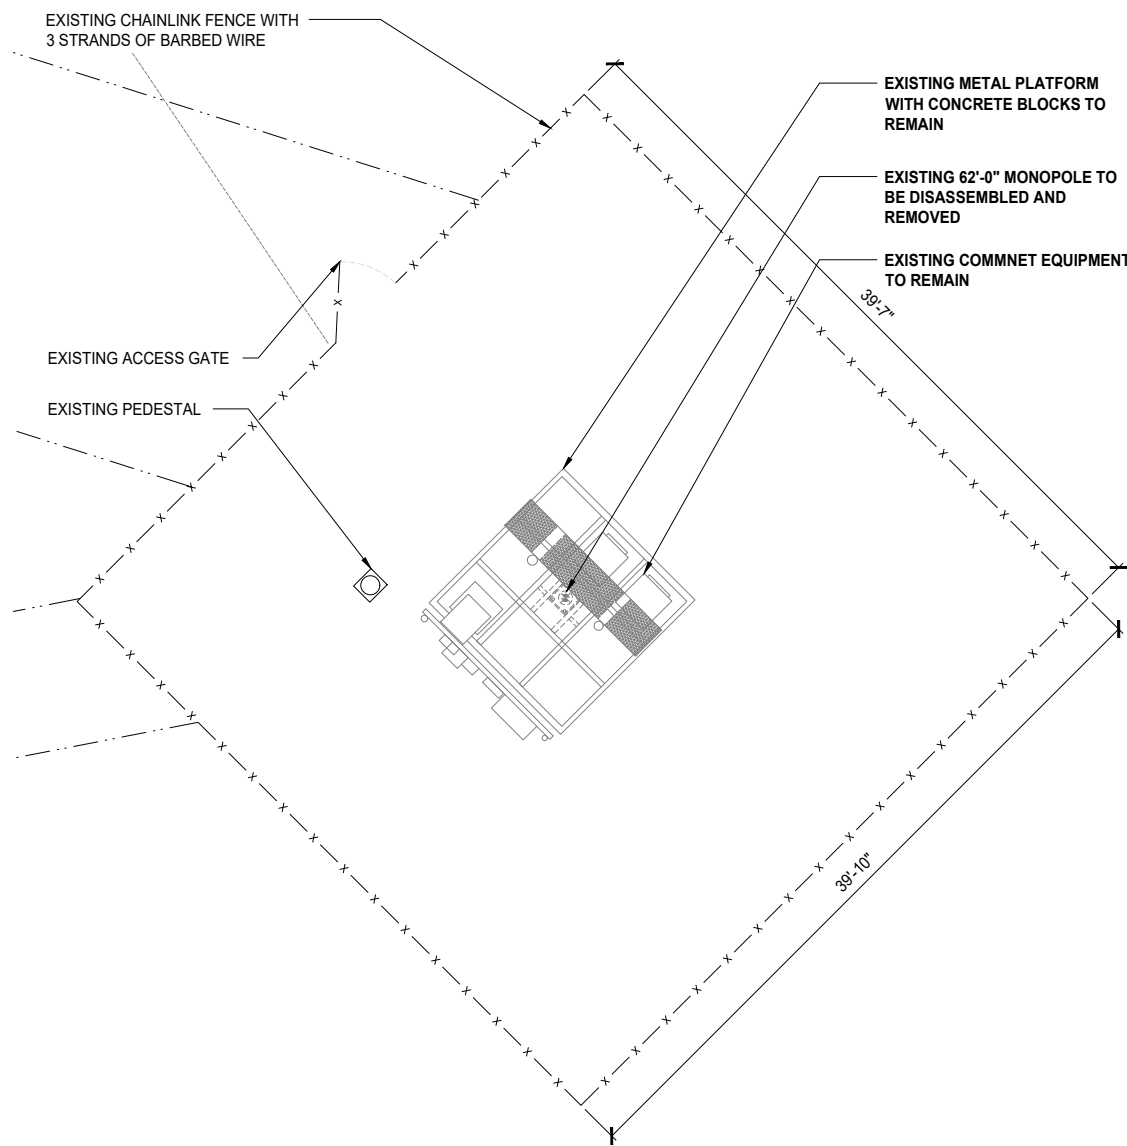 EXISTING CHAINLINK FENCE WITH
3 STRANDS OF BARBED WIRE
EXISTING METAL PLATFORM
WITH CONCRETE BLOCKS TO
REMAIN
EXISTING 62'-0" MONOPOLE TO
BE DISASSEMBLED AND
REMOVED
EXISTING COMMNET EQUIPMENT
TO REMAIN
39'-7"
EXISTING ACCESS GATE
EXISTING PEDESTAL
39'-10"